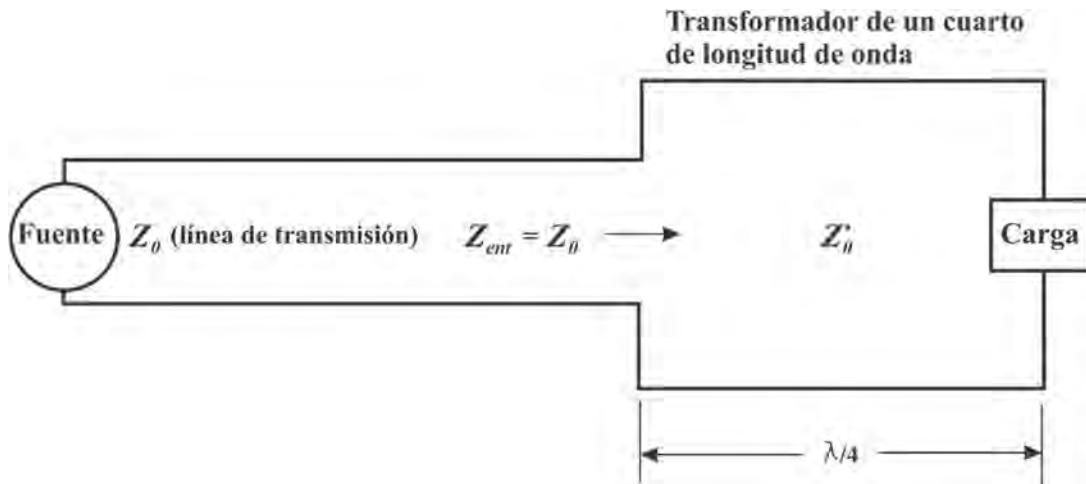 Transformador de un cuarto
de longitud de onda
Fuente
Z₀ (línea de transmisión)
Zₑₙₜ = Z₀
Z'₀
Carga
λ/4